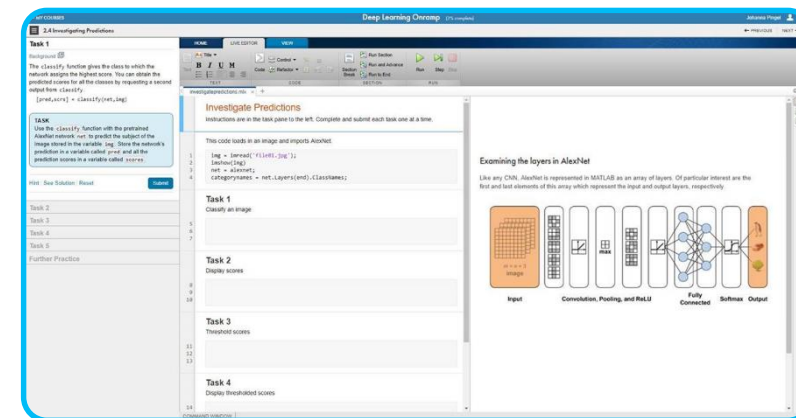 MY COURSES
Deep Learning Onramp
Johanna Pingel
2.4 Investigating Predictions
PREVIOUS
NEXT
Task 1
Background
The classify function gives the class to which the
network assigns the highest score. You can obtain the
predicted scores for all the classes by requesting a second
output from classify.
[pred,scrs] = classify(net,img)
TASK
Use the classify function with the pretrained
AlexNet network net to predict the subject of the
image stored in the variable img. Store the network's
prediction in a variable called pred and all the
prediction scores in a variable called scores.
Hint See Solution Reset Submit
Task 2
Task 3
Task 4
Task 5
Further Practice
HOME LIVE EDITOR VIEW
Text
Title
B I U M
Code
Control
Refactor
Section
Break
Run Section
Run and Advance
Run to End
Run
Step
Stop
TEXT CODE SECTION RUN
investigatepredictions.mlx +
Investigate Predictions
Instructions are in the task pane to the left. Complete and submit each task one at a time.
This code loads in an image and imports AlexNet.
1 img = imread('file01.jpg');
2 imshow(img)
3 net = alexnet;
4 categorynames = net.Layers(end).ClassNames;
Task 1
Classify an image
5
6
7
Task 2
Display scores
8
9
10
Task 3
Threshold scores
11
12
13
Task 4
Display thresholded scores
14
COMMAND WINDOW
Examining the layers in AlexNet
Like any CNN, AlexNet is represented in MATLAB as an array of layers. Of particular interest are the
first and last elements of this array which represent the input and output layers, respectively.
image
max
Input
Convolution, Pooling, and ReLU
Fully
Connected
Softmax
Output